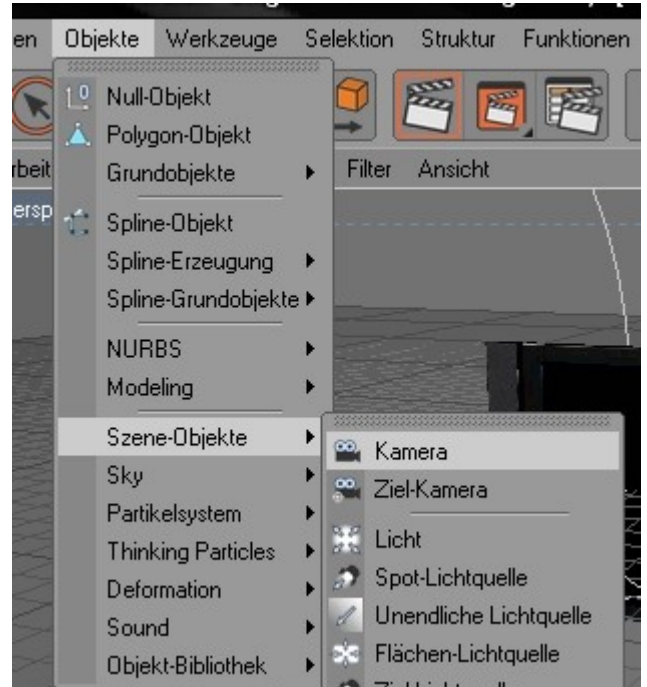 en Objekte Werkzeuge Selektion Struktur Funktionen
Null-Objekt
Polygon-Objekt
Grundobjekte
Filter Ansicht
rbeit
ersp
Spline-Objekt
Spline-Erzeugung
Spline-Grundobjekte
NURBS
Modeling
Szene-Objekte
Sky
Partikelsystem
Thinking Particles
Deformation
Sound
Objekt-Bibliothek
Kamera
Ziel-Kamera
Licht
Spot-Lichtquelle
Unendliche Lichtquelle
Flächen-Lichtquelle